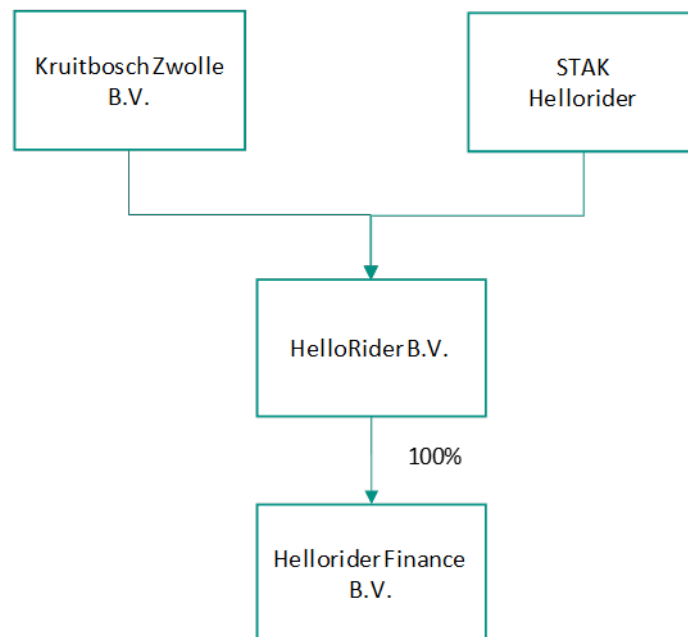 Kruitbosch Zwolle
B.V.
STAK
Hellorider
HelloRider B.V.
100%
Hellorider Finance
B.V.